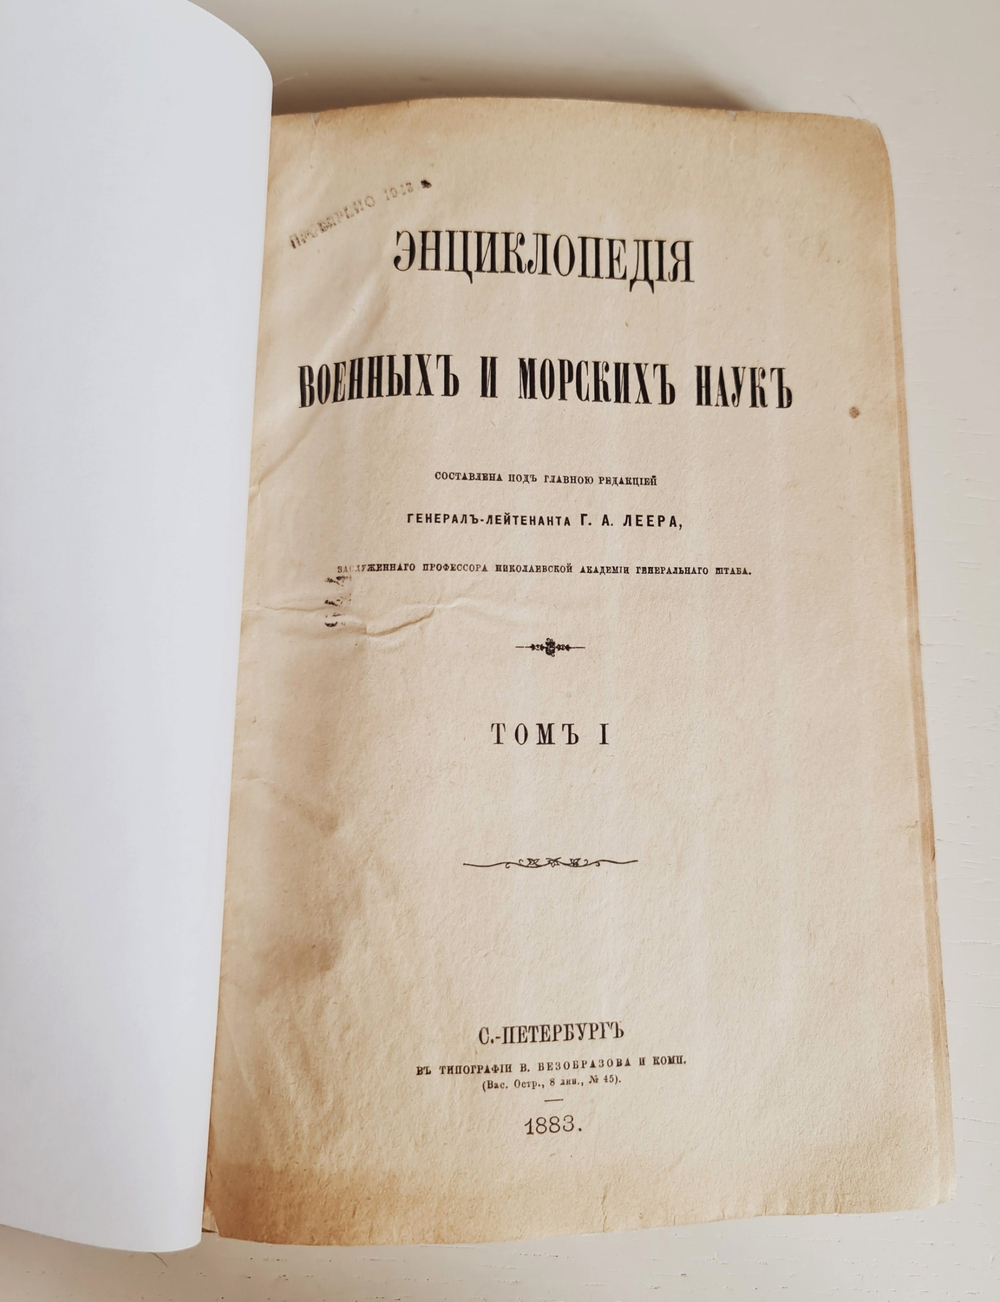 ПРОВЕРЕНО
ЭНЦИКЛОПЕДІЯ
ВОЕННЫХЪ И МОРСКИХЪ НАУКЪ
СОСТАВЛЕНА ПОДЪ ГЛАВНОЮ РЕДАКЦІЕЙ
ГЕНЕРАЛЪ-ЛЕЙТЕНАНТА Г. А. ЛЕЕРА,
ЗАСЛУЖЕННАГО ПРОФЕССОРА НИКОЛАЕВСКОЙ АКАДЕМІИ ГЕНЕРАЛЬНАГО ШТАБА.
ТОМЪ I
С.-ПЕТЕРБУРГЪ
ВЪ ТИПОГРАФІИ В. БЕЗОБРАЗОВА И КОМП.
(Вас. Остр., 8 лин., № 45).
1883.